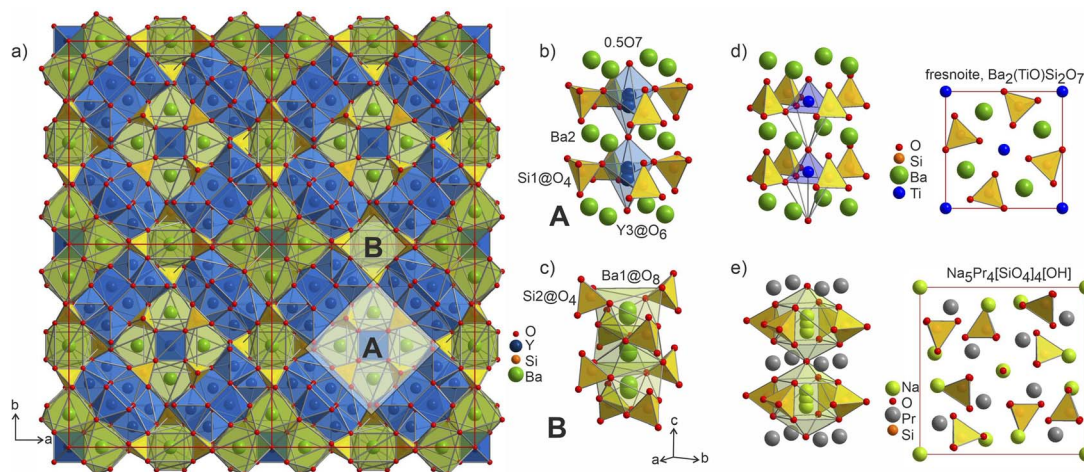 a)
b
a
A
B
O
Y
Si
Ba
b)
0.5O7
Ba2
Si1@O4
Y3@O6
A
c)
Ba1@O8
Si2@O4
B
c
a
b
d)
fresnoite, Ba2(TiO)Si2O7
O
Si
Ba
Ti
e)
Na5Pr4[SiO4]4[OH]
Na
O
Pr
Si